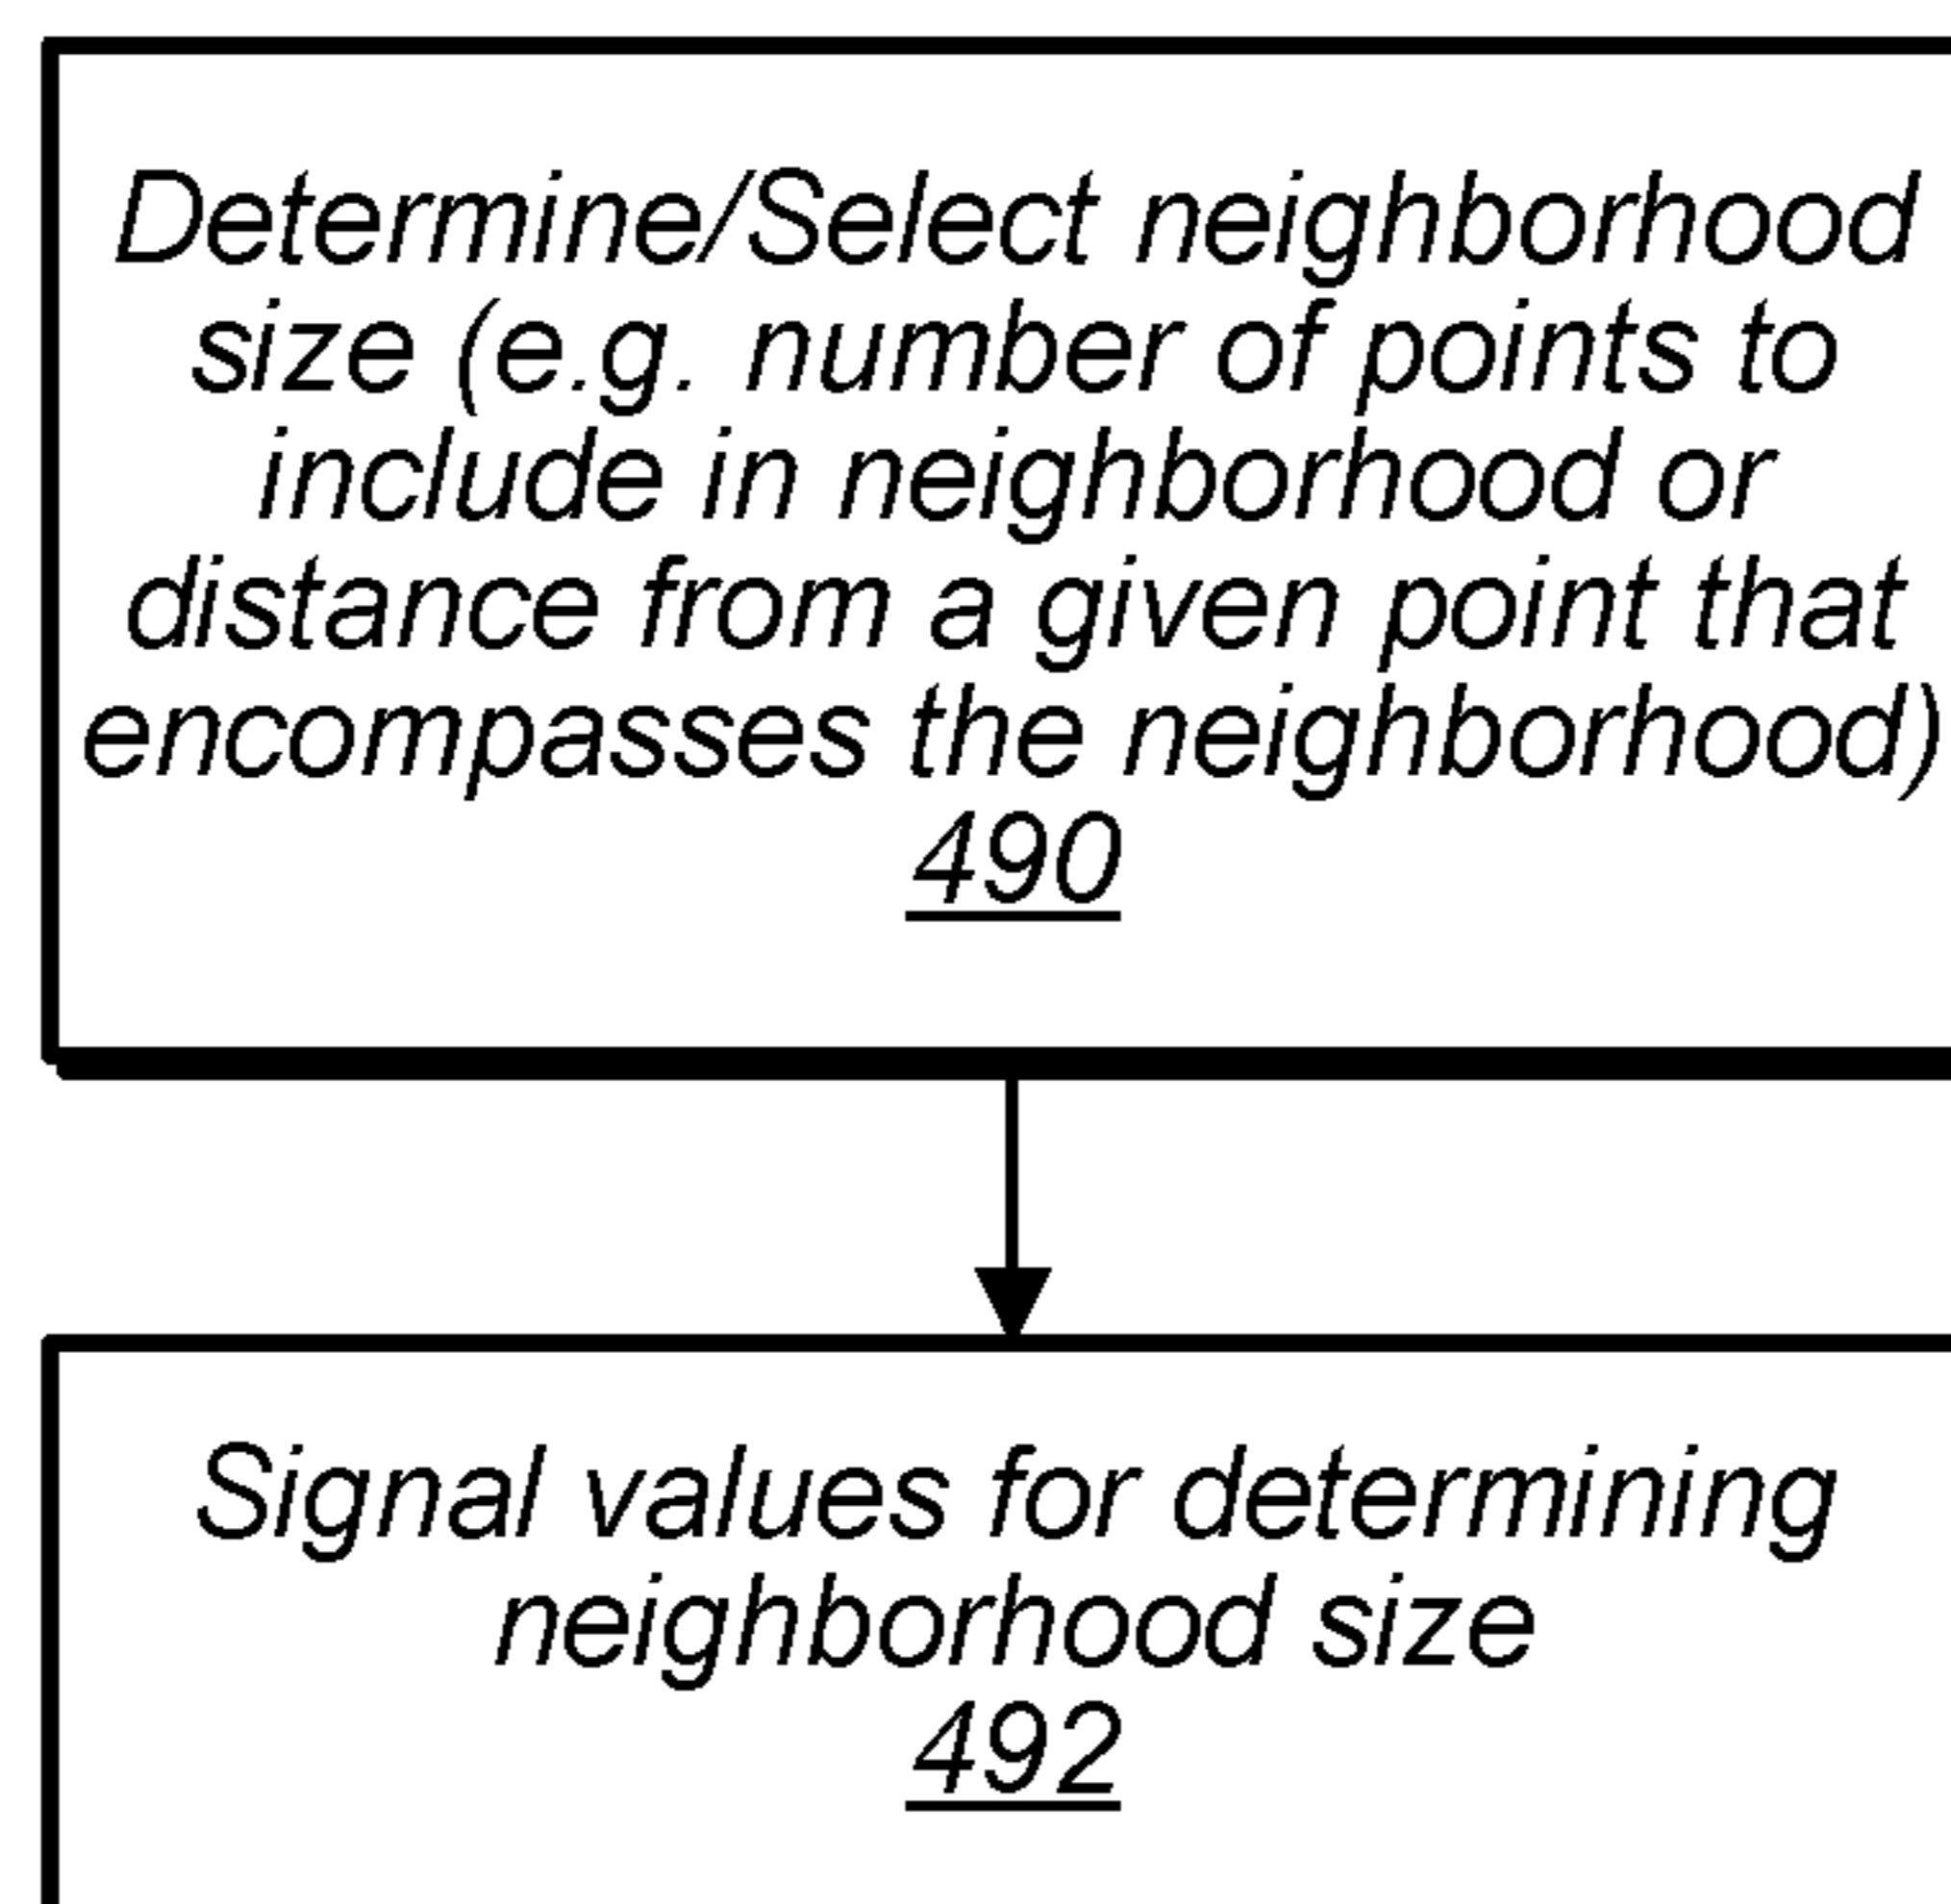 Determine/Select neighborhood
size (e.g. number of points to
include in neighborhood or
distance from a given point that
encompasses the neighborhood)
490
Signal values for determining
neighborhood size
492